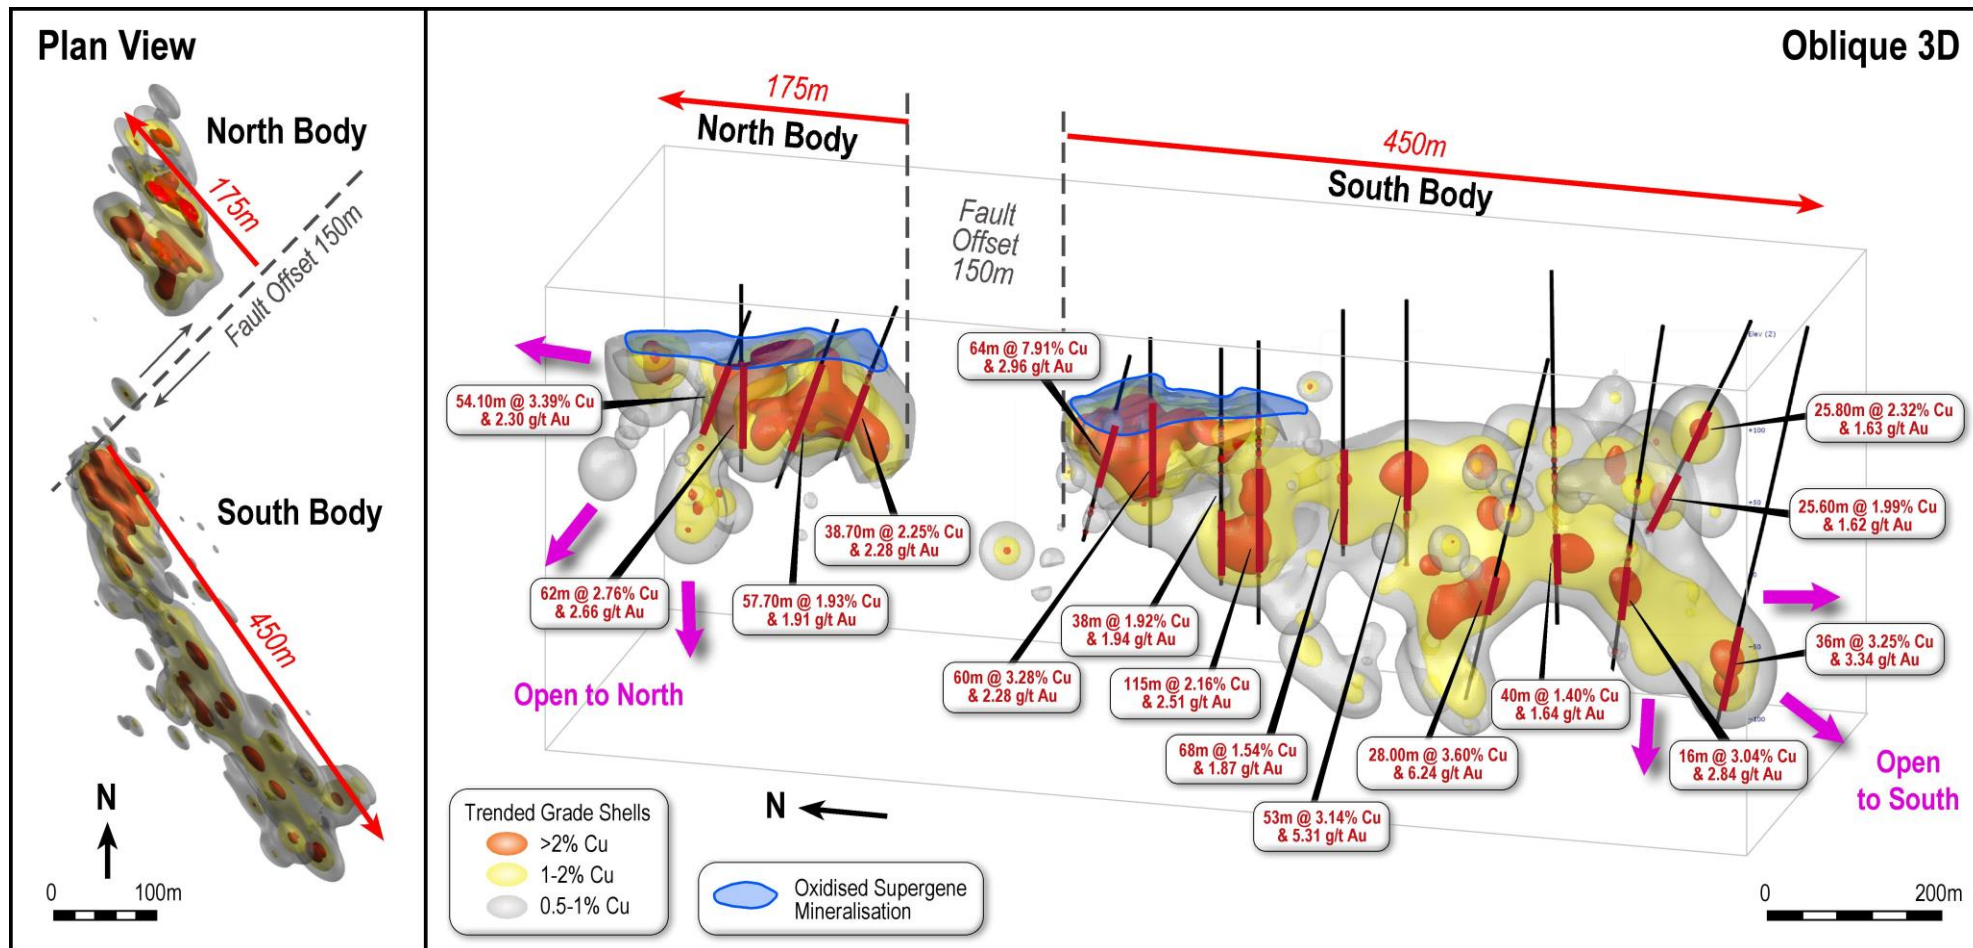 Plan View
North Body
175m
Fault Offset 150m
South Body
450m
N
0 100m
Oblique 3D
175m
North Body
450m
South Body
Fault
Offset
150m
64m @ 7.91% Cu
& 2.96 g/t Au
54.10m @ 3.39% Cu
& 2.30 g/t Au
Elev (Z)
+100
+50
0
-50
-100
25.80m @ 2.32% Cu
& 1.63 g/t Au
25.60m @ 1.99% Cu
& 1.62 g/t Au
38.70m @ 2.25% Cu
& 2.28 g/t Au
62m @ 2.76% Cu
& 2.66 g/t Au
57.70m @ 1.93% Cu
& 1.91 g/t Au
38m @ 1.92% Cu
& 1.94 g/t Au
36m @ 3.25% Cu
& 3.34 g/t Au
60m @ 3.28% Cu
& 2.28 g/t Au
115m @ 2.16% Cu
& 2.51 g/t Au
40m @ 1.40% Cu
& 1.64 g/t Au
68m @ 1.54% Cu
& 1.87 g/t Au
28.00m @ 3.60% Cu
& 6.24 g/t Au
16m @ 3.04% Cu
& 2.84 g/t Au
53m @ 3.14% Cu
& 5.31 g/t Au
Open to North
Open
to South
N
Trended Grade Shells
>2% Cu
1-2% Cu
0.5-1% Cu
Oxidised Supergene
Mineralisation
0 200m